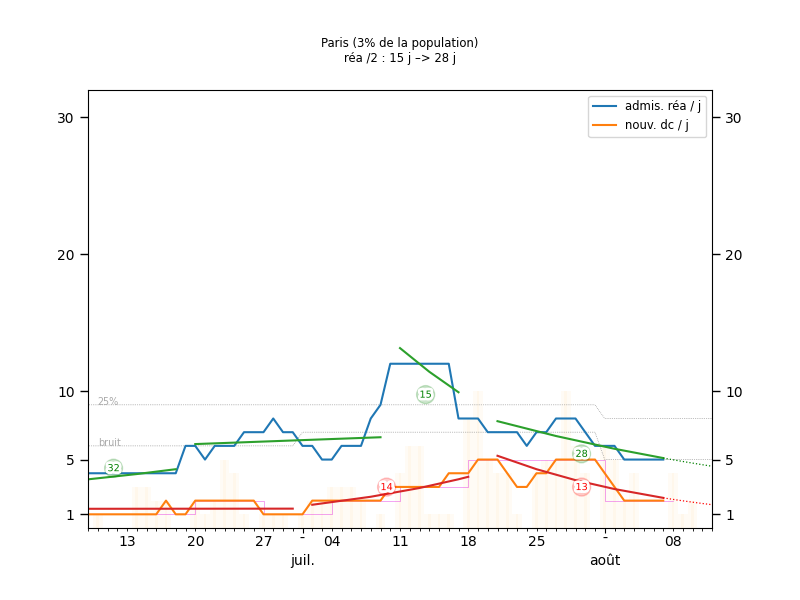 Paris (3% de la population)
réa /2 : 15 j –> 28 j
admis. réa / j
nouv. dc / j
30 30
20 20
10 10
5 5
1 1
25%
bruit
32
15
14
28
13
13 20 27 - 04 11 18 25 - 08
juil. août